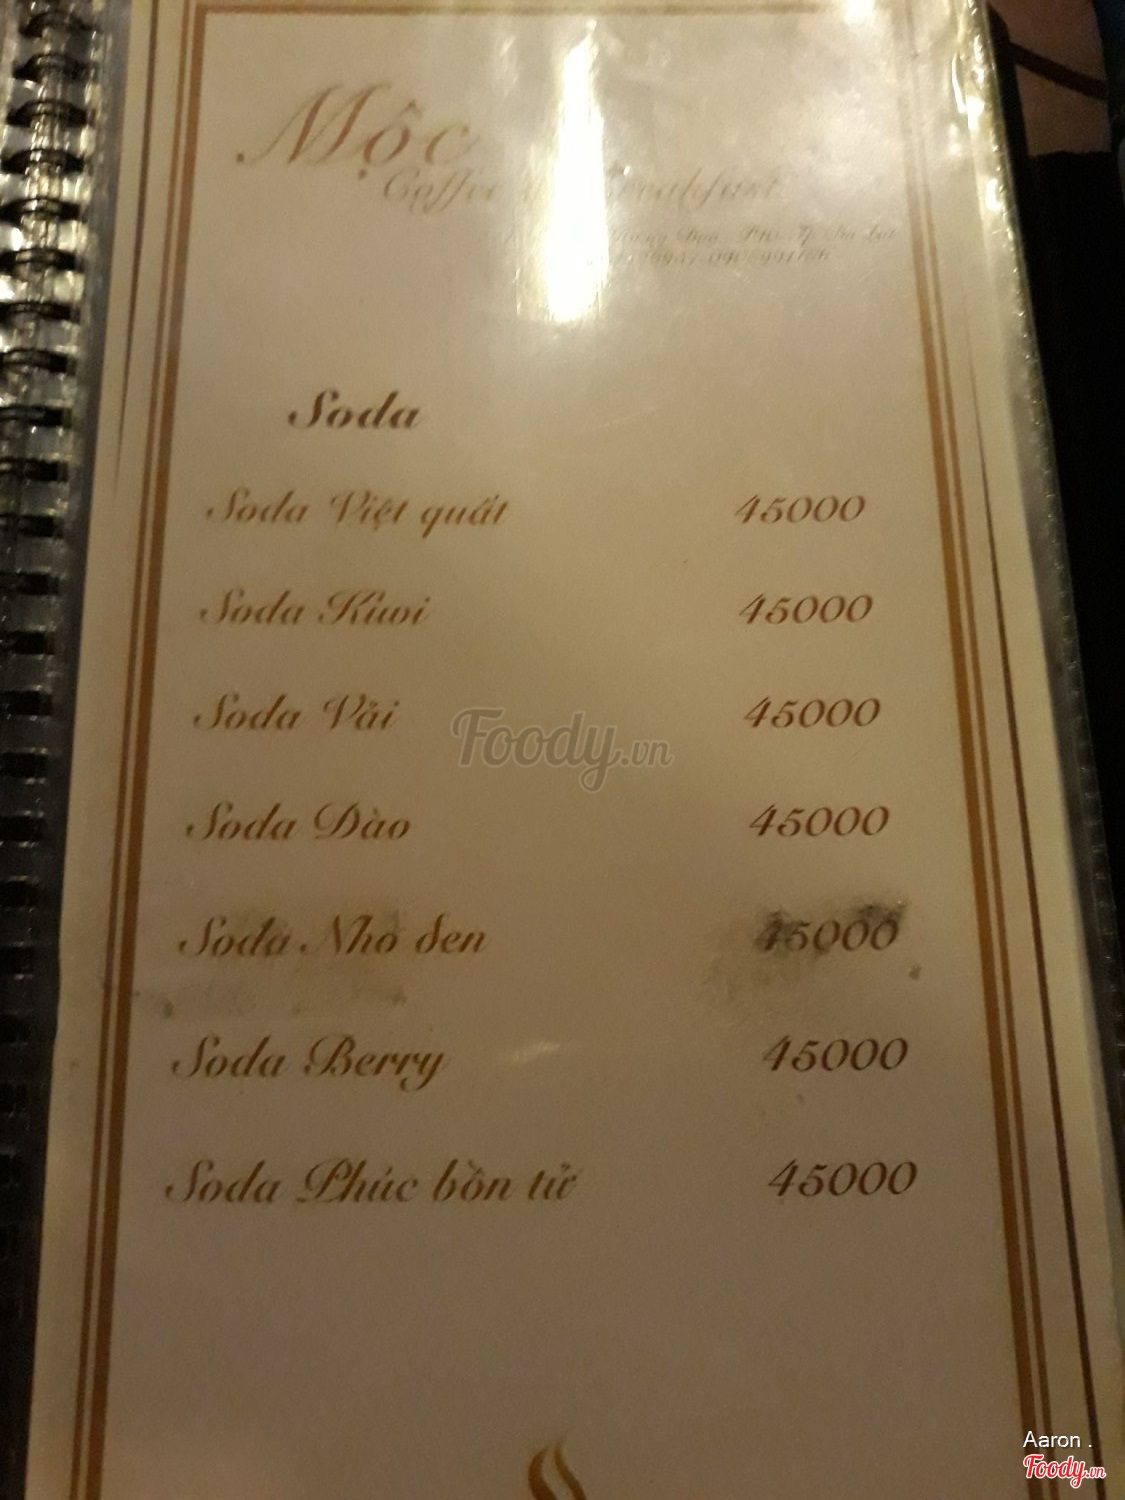 Mộc
Coffee
Soda
Soda Việt quất 45000
Soda Kiwi 45000
Soda Vải 45000
Foody.vn
Soda Đào 45000
Soda Nho đen 45000
Soda Berry 45000
Soda Phúc bồn tử 45000
Aaron .
Foody.vn